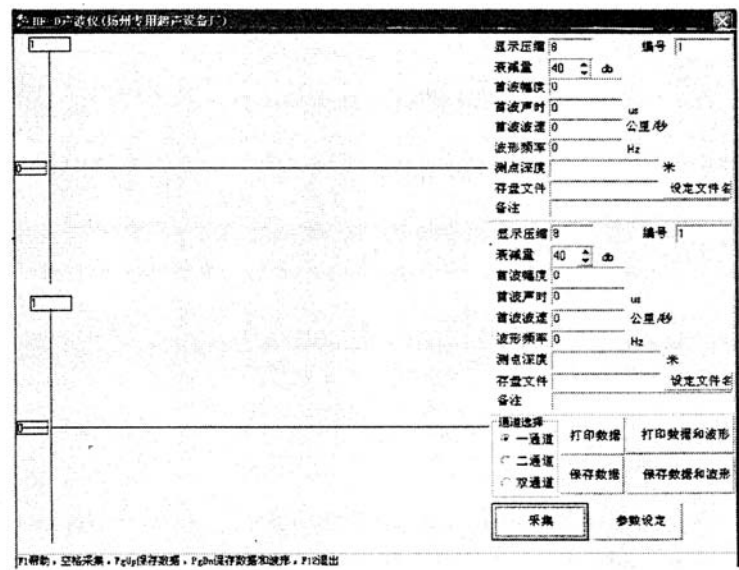 HF-D声波仪(扬州专用超声设备厂)
1
显示压缩 8 编号 1
衰减量 40 db
首波幅度 0
首波声时 0 us
首波波速 0 公里/秒
波形频率 0 Hz
测点深度 米
存盘文件 设定文件名
备注
显示压缩 8 编号 1
衰减量 40 db
首波幅度 0
1
首波声时 0 us
首波波速 0 公里/秒
波形频率 0 Hz
测点深度 米
存盘文件 设定文件名
备注
通道选择
一通道 打印数据 打印数据和波形
二通道
双通道 保存数据 保存数据和波形
采集 参数设定
F1帮助，空格采集，PgUp保存数据，PgDn保存数据和波形，F12退出